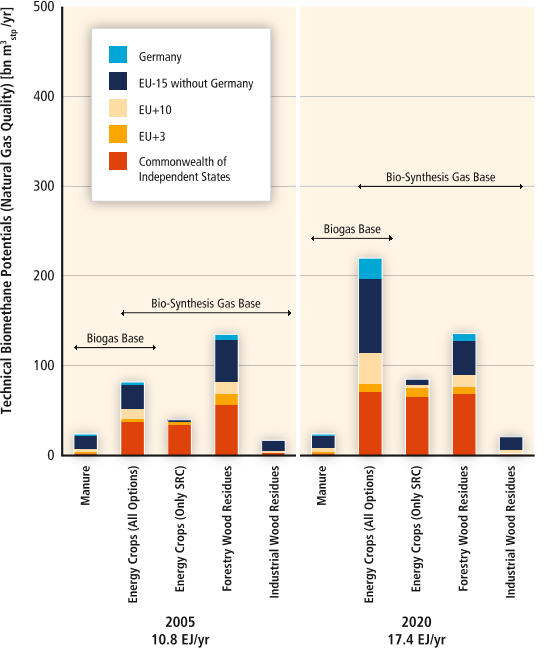 Technical Biomethane Potentials (Natural Gas Quality) [bn m³stp /yr]
500
400
300
200
100
0
Germany
EU-15 without Germany
EU+10
EU+3
Commonwealth of
Independent States
Bio-Synthesis Gas Base
Biogas Base
Bio-Synthesis Gas Base
Biogas Base
Manure
Energy Crops (All Options)
Energy Crops (Only SRC)
Forestry Wood Residues
Industrial Wood Residues
Manure
Energy Crops (All Options)
Energy Crops (Only SRC)
Forestry Wood Residues
Industrial Wood Residues
2005
10.8 EJ/yr
2020
17.4 EJ/yr